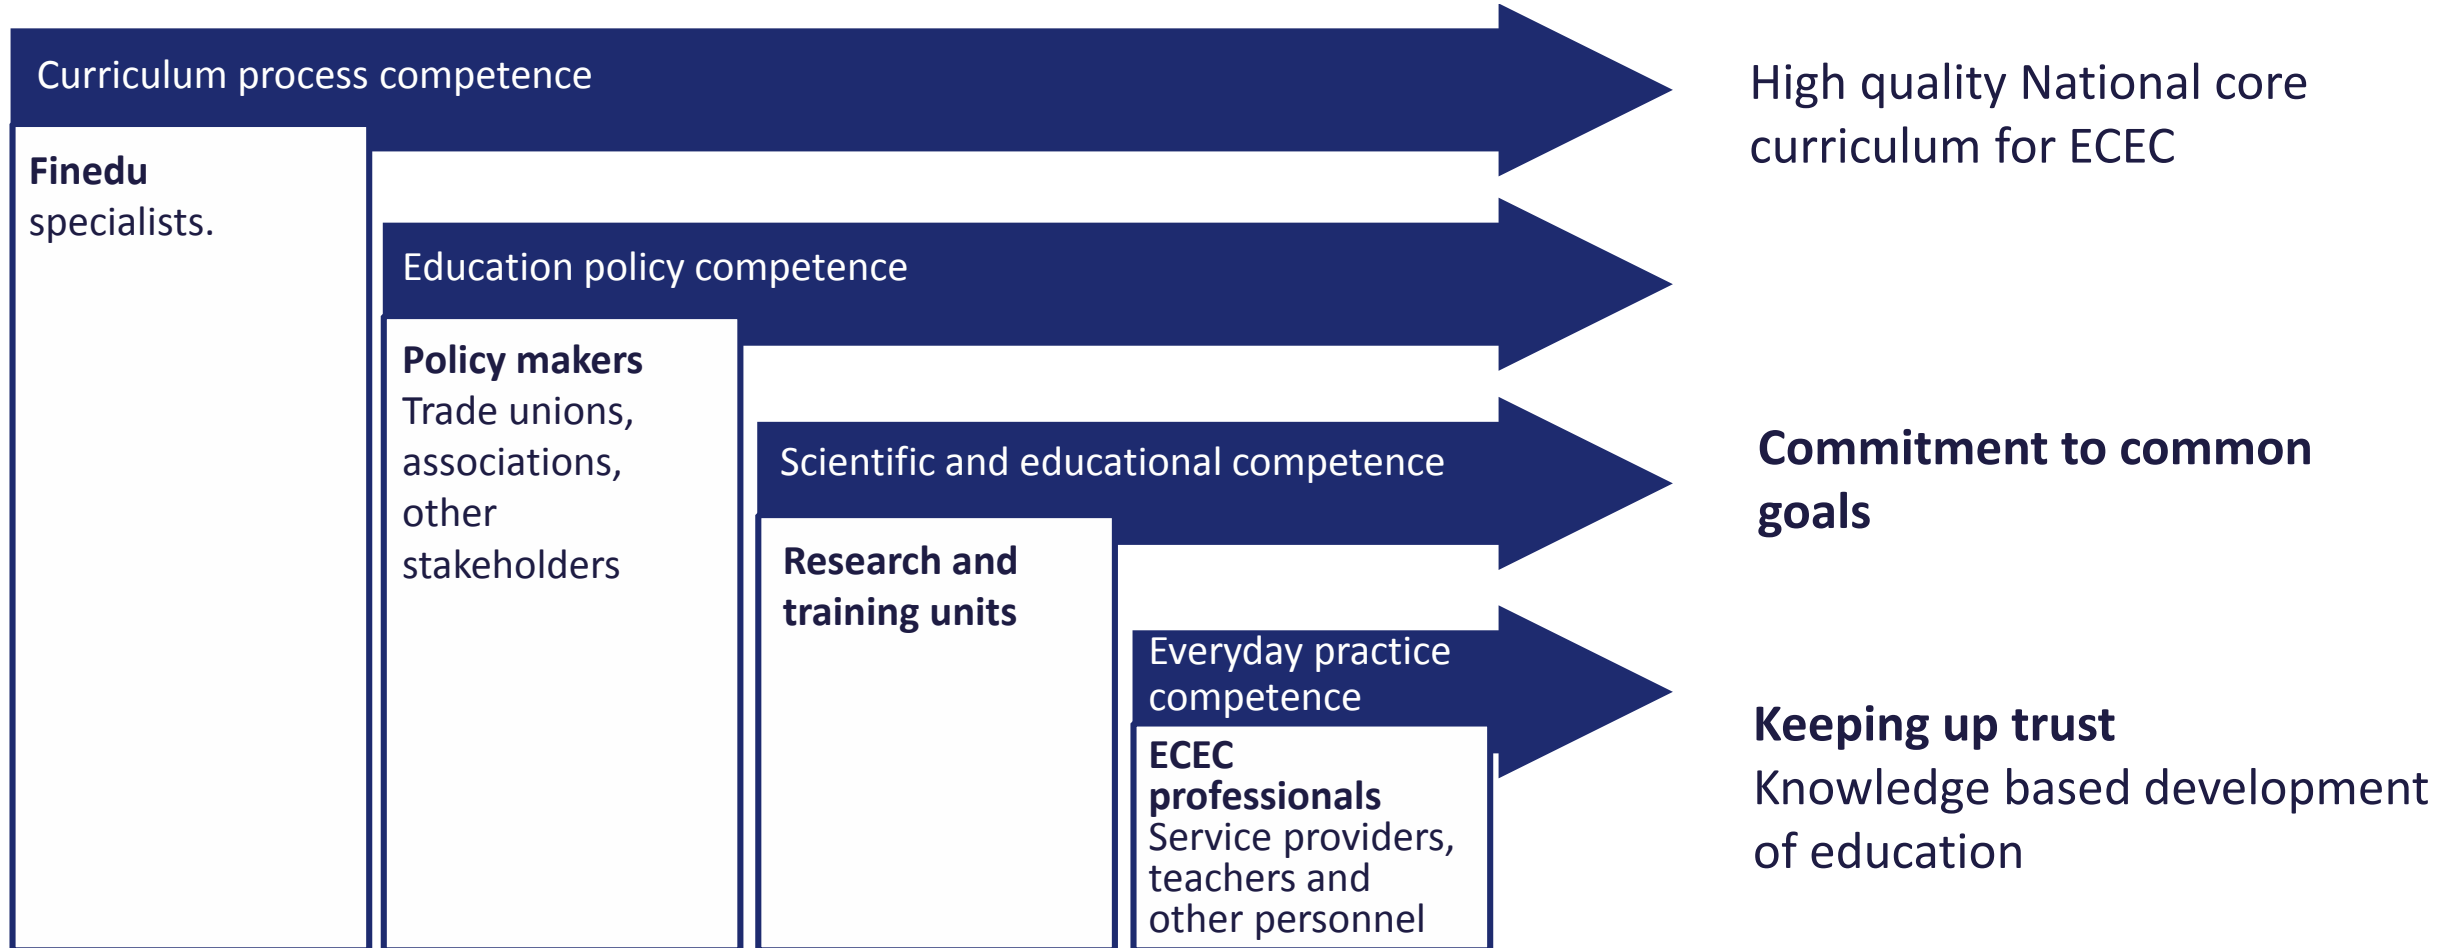 Curriculum process competence
Finedu
specialists.
High quality National core
curriculum for ECEC
Education policy competence
Policy makers
Trade unions,
associations,
other
stakeholders
Scientific and educational competence
Research and
training units
Commitment to common
goals
Everyday practice
competence
ECEC
professionals
Service providers,
teachers and
other personnel
Keeping up trust
Knowledge based development
of education